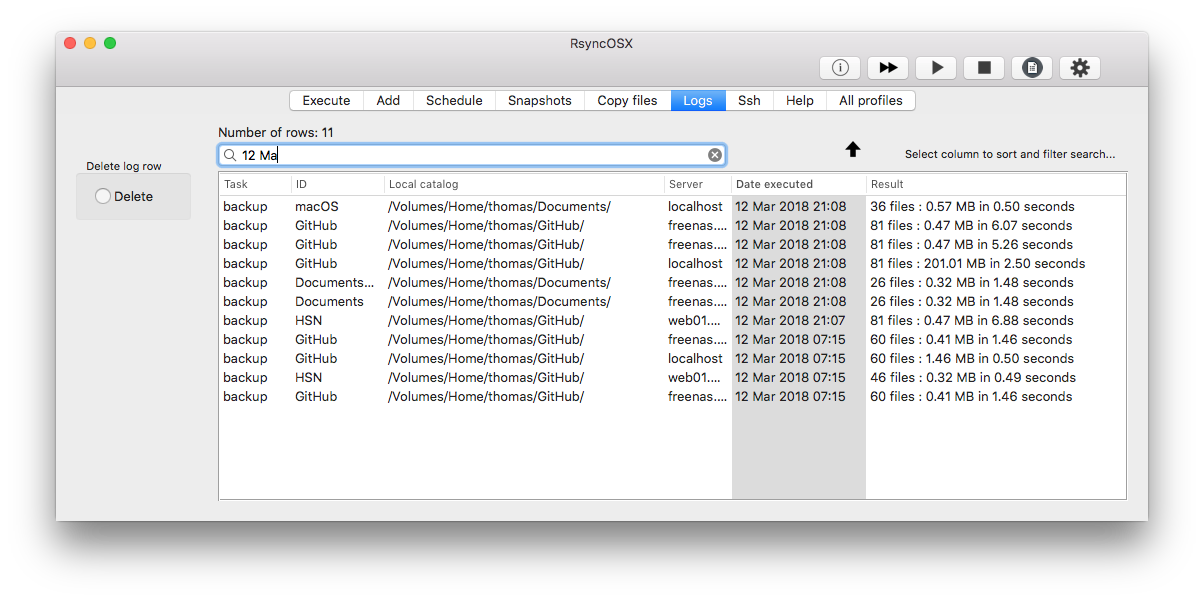 RsyncOSX
Execute Add Schedule Snapshots Copy files Logs Ssh Help All profiles
Number of rows: 11
12 Ma
Delete log row
Select column to sort and filter search...
Delete
Task ID Local catalog Server Date executed Result
backup macOS /Volumes/Home/thomas/Documents/ localhost 12 Mar 2018 21:08 36 files : 0.57 MB in 0.50 seconds
backup GitHub /Volumes/Home/thomas/GitHub/ freenas.... 12 Mar 2018 21:08 81 files : 0.47 MB in 6.07 seconds
backup GitHub /Volumes/Home/thomas/GitHub/ freenas.... 12 Mar 2018 21:08 81 files : 0.47 MB in 5.26 seconds
backup GitHub /Volumes/Home/thomas/GitHub/ localhost 12 Mar 2018 21:08 81 files : 201.01 MB in 2.50 seconds
backup Documents... /Volumes/Home/thomas/Documents/ freenas.... 12 Mar 2018 21:08 26 files : 0.32 MB in 1.48 seconds
backup Documents /Volumes/Home/thomas/Documents/ freenas.... 12 Mar 2018 21:08 26 files : 0.32 MB in 1.48 seconds
backup HSN /Volumes/Home/thomas/GitHub/ web01.... 12 Mar 2018 21:07 81 files : 0.47 MB in 6.88 seconds
backup GitHub /Volumes/Home/thomas/GitHub/ freenas.... 12 Mar 2018 07:15 60 files : 0.41 MB in 1.46 seconds
backup GitHub /Volumes/Home/thomas/GitHub/ localhost 12 Mar 2018 07:15 60 files : 1.46 MB in 0.50 seconds
backup HSN /Volumes/Home/thomas/GitHub/ web01.... 12 Mar 2018 07:15 46 files : 0.32 MB in 0.49 seconds
backup GitHub /Volumes/Home/thomas/GitHub/ freenas.... 12 Mar 2018 07:15 60 files : 0.41 MB in 1.46 seconds